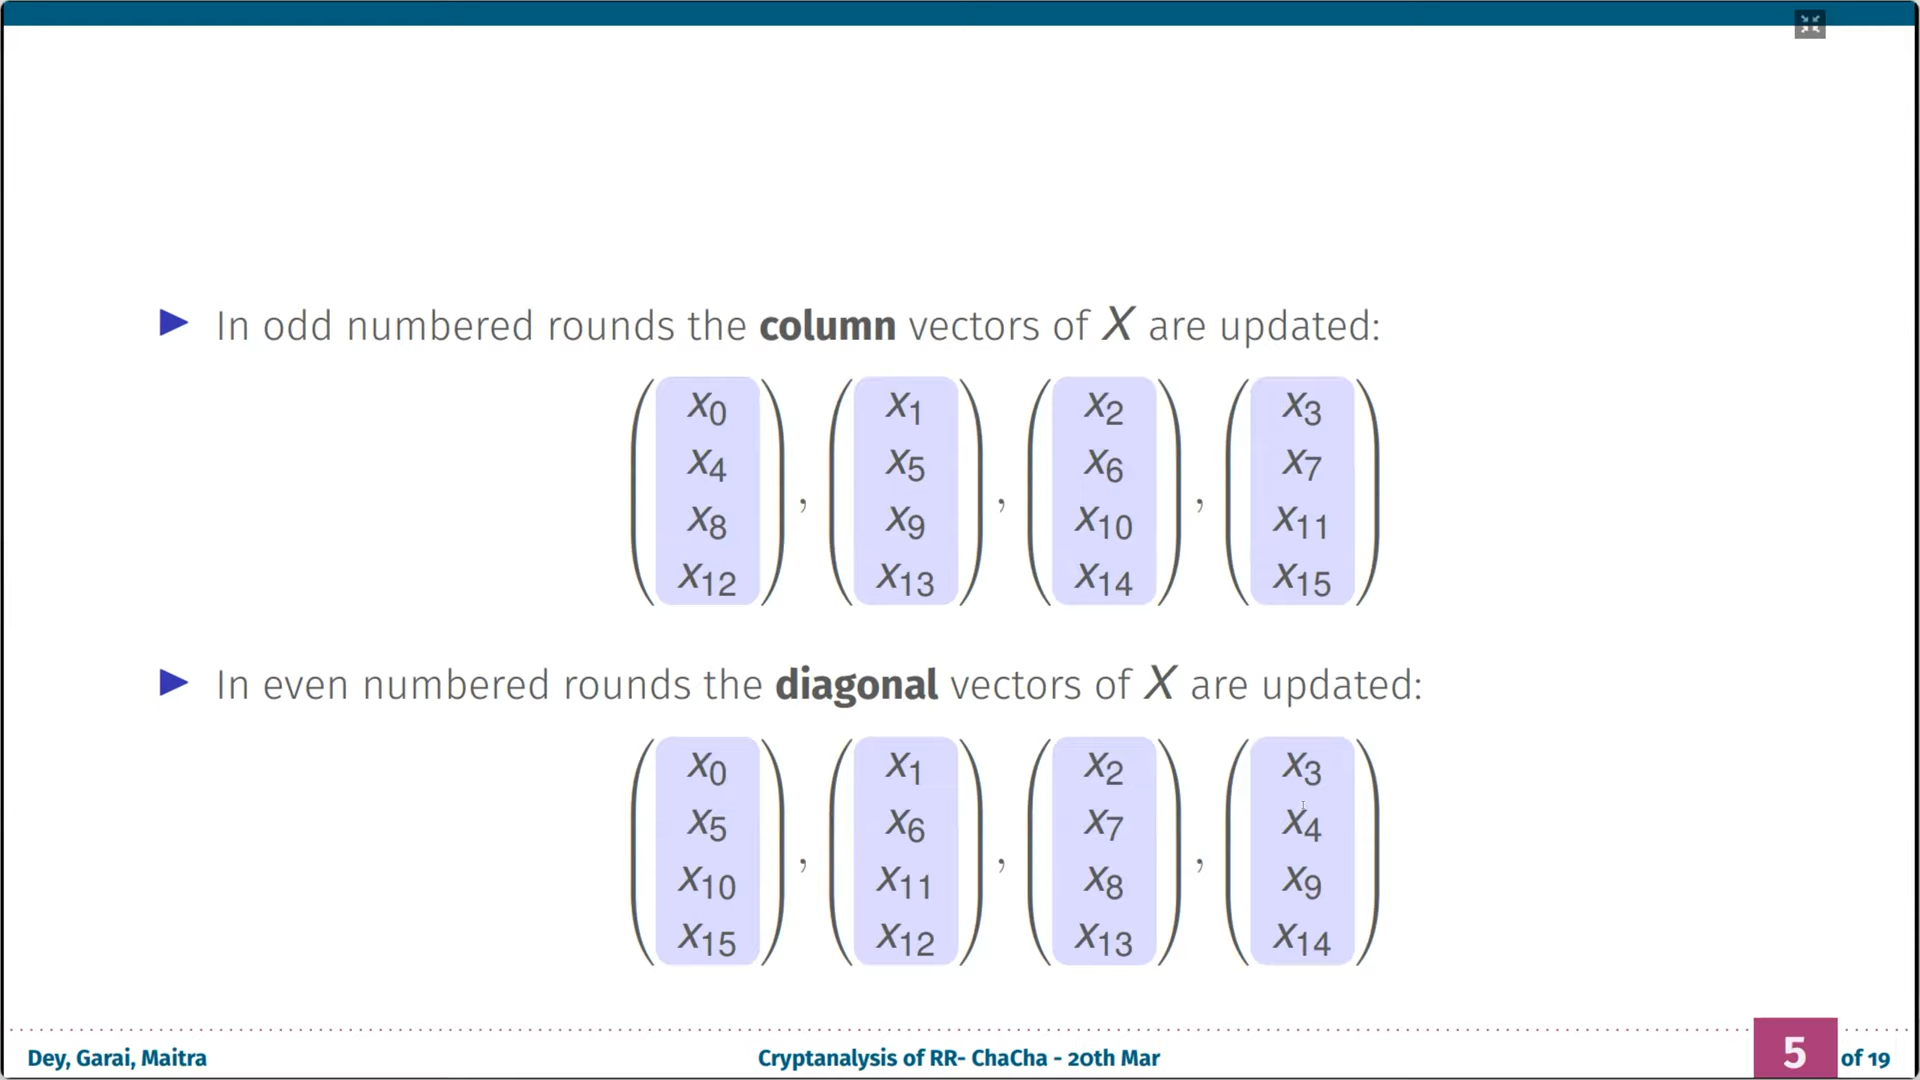 ▶ In odd numbered rounds the column vectors of X are updated:
(x₀ x₄ x₈ x₁₂), (x₁ x₅ x₉ x₁₃), (x₂ x₆ x₁₀ x₁₄), (x₃ x₇ x₁₁ x₁₅)
▶ In even numbered rounds the diagonal vectors of X are updated:
(x₀ x₅ x₁₀ x₁₅), (x₁ x₆ x₁₁ x₁₂), (x₂ x₇ x₈ x₁₃), (x₃ x₄ x₉ x₁₄)
Dey, Garai, Maitra
Cryptanalysis of RR- ChaCha - 20th Mar
5 of 19